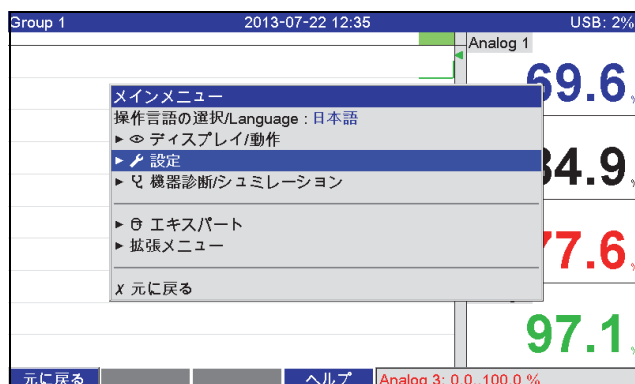 Group 1 2013-07-22 12:35 USB: 2%
Analog 1
69.6
メインメニュー
操作言語の選択/Language : 日本語
ディスプレイ/動作
設定
4.9
機器診断/シュミレーション
エキスパート
拡張メニュー
7.6
x 元に戻る
97.1
元に戻る ヘルプ Analog 3: 0.0..100.0 %